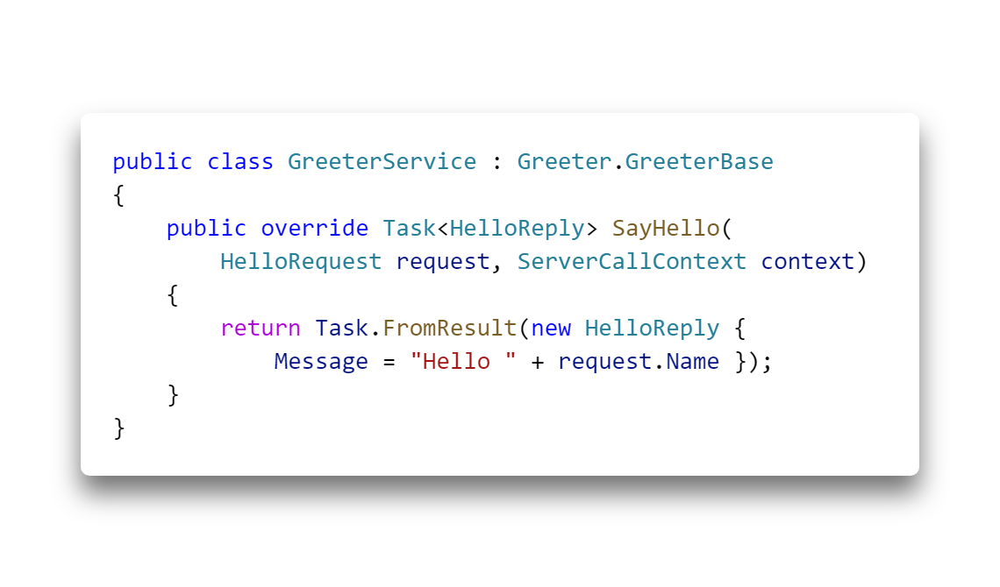 public class GreeterService : Greeter.GreeterBase
{
    public override Task<HelloReply> SayHello(
        HelloRequest request, ServerCallContext context)
    {
        return Task.FromResult(new HelloReply {
            Message = "Hello " + request.Name });
    }
}